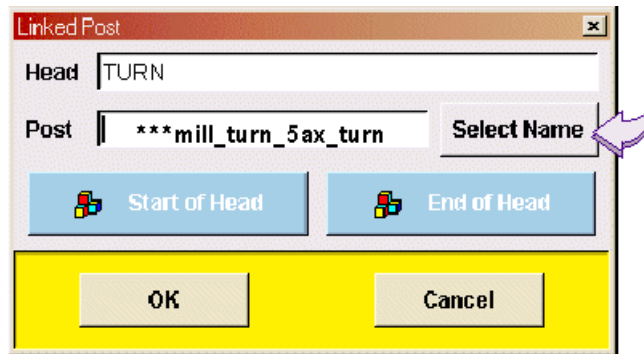 Linked Post
Head TURN
Post ***mill_turn_5ax_turn Select Name
Start of Head End of Head
OK Cancel